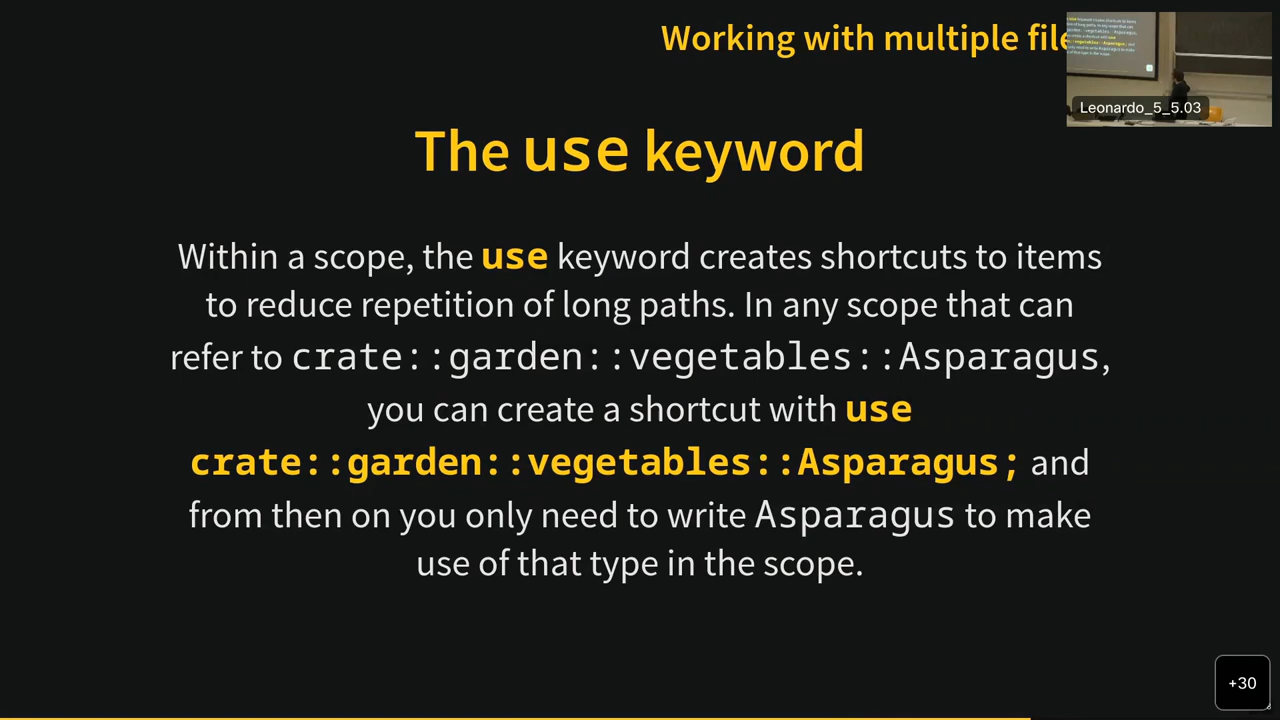 Working with multiple file
The use keyword
Within a scope, the use keyword creates shortcuts to items
to reduce repetition of long paths. In any scope that can
refer to crate::garden::vegetables::Asparagus,
you can create a shortcut with use
crate::garden::vegetables::Asparagus; and
from then on you only need to write Asparagus to make
use of that type in the scope.
Leonardo_5_5.03
+30